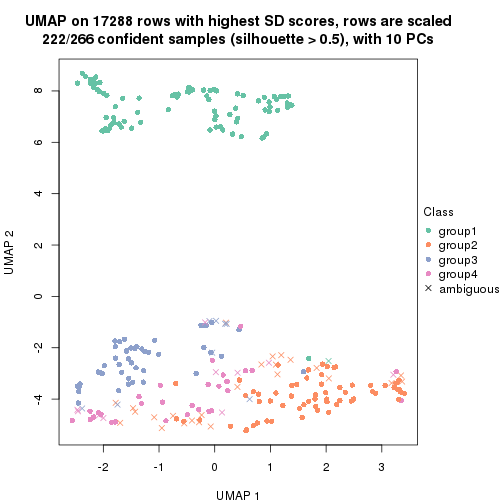 UMAP on 17288 rows with highest SD scores, rows are scaled
222/266 confident samples (silhouette > 0.5), with 10 PCs
8
6
4
2
0
-2
-4
UMAP 2
-2
-1
0
1
2
3
UMAP 1
Class
group1
group2
group3
group4
ambiguous